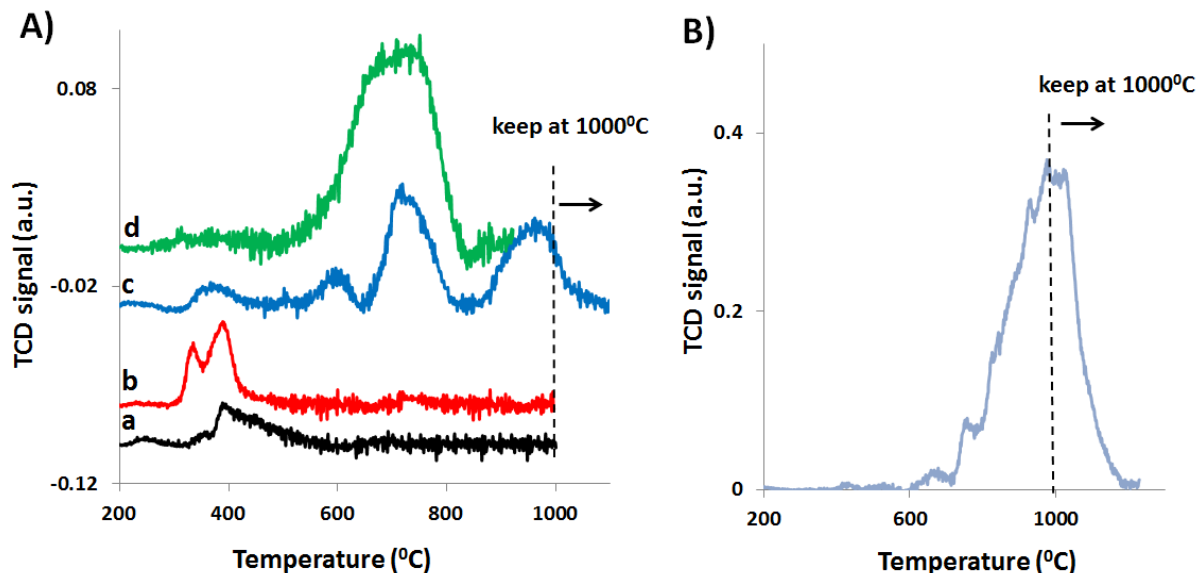 A)
0.08
-0.02
-0.12
TCD signal (a.u.)
d
c
b
a
keep at 1000⁰C
200
400
600
800
1000
Temperature (⁰C)
B)
0.4
0.2
0
TCD signal (a.u.)
keep at 1000⁰C
200
600
1000
Temperature (⁰C)